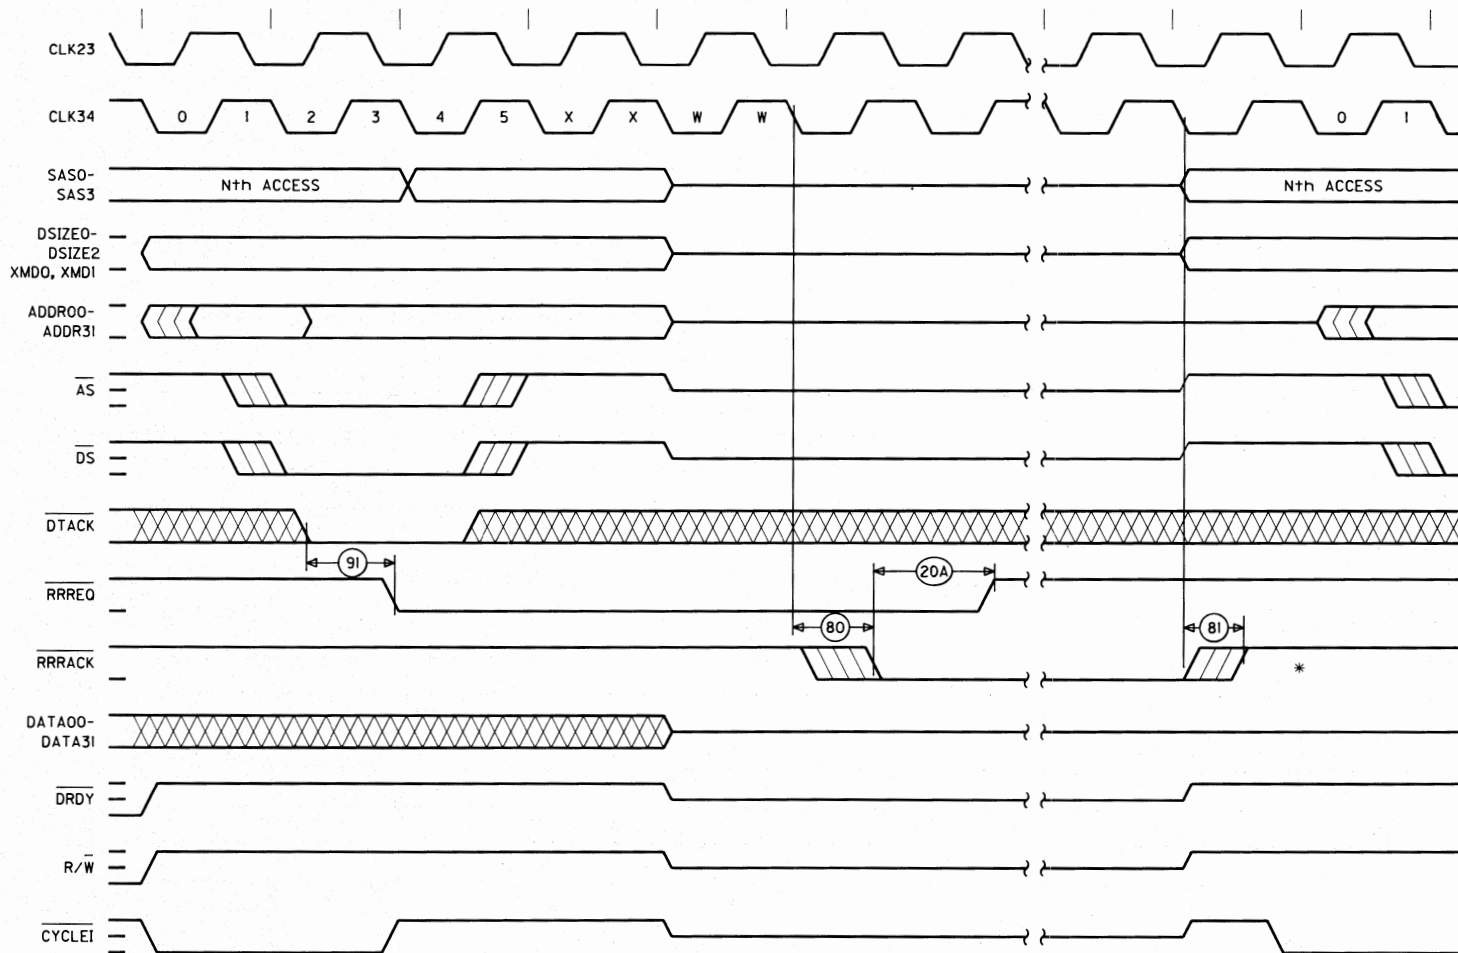 CLK23
CLK34
0 1 2 3 4 5 X X W W 0 1
SAS0-
SAS3
Nth ACCESS
Nth ACCESS
DSIZE0-
DSIZE2
XMD0, XMD1
ADDR00-
ADDR31
AS
DS
DTACK
91
RRREQ
20A
80
81
RRRACK
*
DATA00-
DATA31
DRDY
R/W
CYCLEI